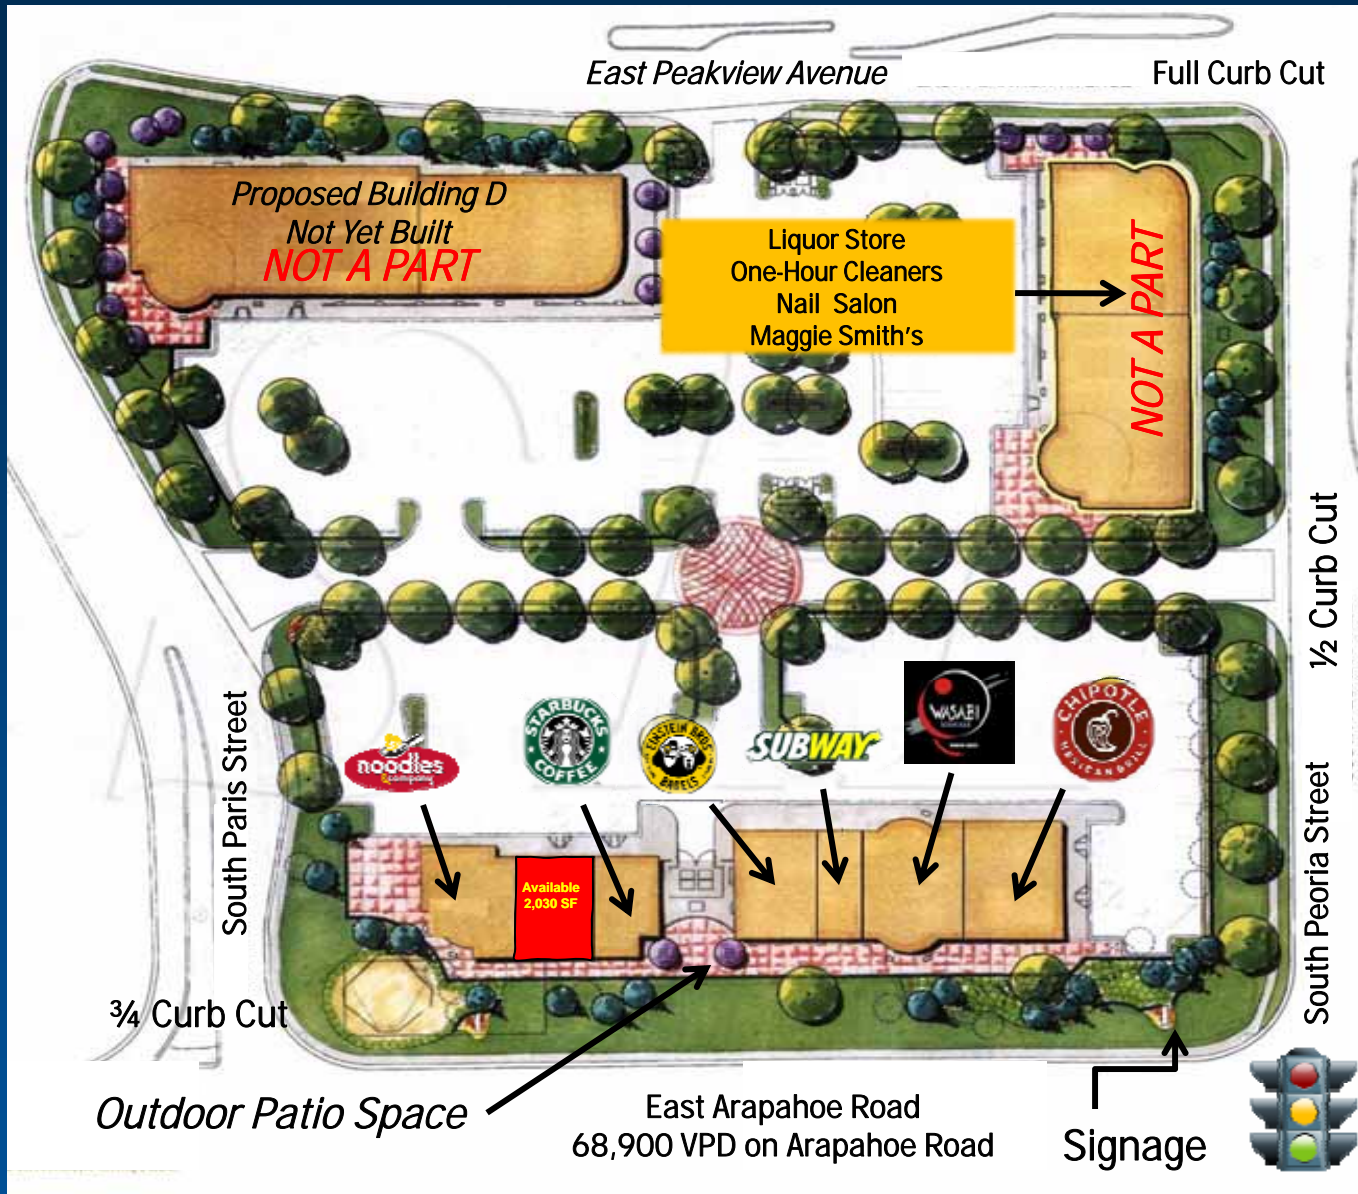 East Peakview Avenue
Full Curb Cut
Proposed Building D
Not Yet Built
NOT A PART
Liquor Store
One-Hour Cleaners
Nail Salon
Maggie Smith's
NOT A PART
½ Curb Cut
South Paris Street
noodles
& company
STARBUCKS
COFFEE
EINSTEIN BROS
BAGELS
SUBWAY
WASABI
CHIPOTLE
MEXICAN GRILL
Available
2,030 SF
South Peoria Street
¾ Curb Cut
Outdoor Patio Space
East Arapahoe Road
68,900 VPD on Arapahoe Road
Signage